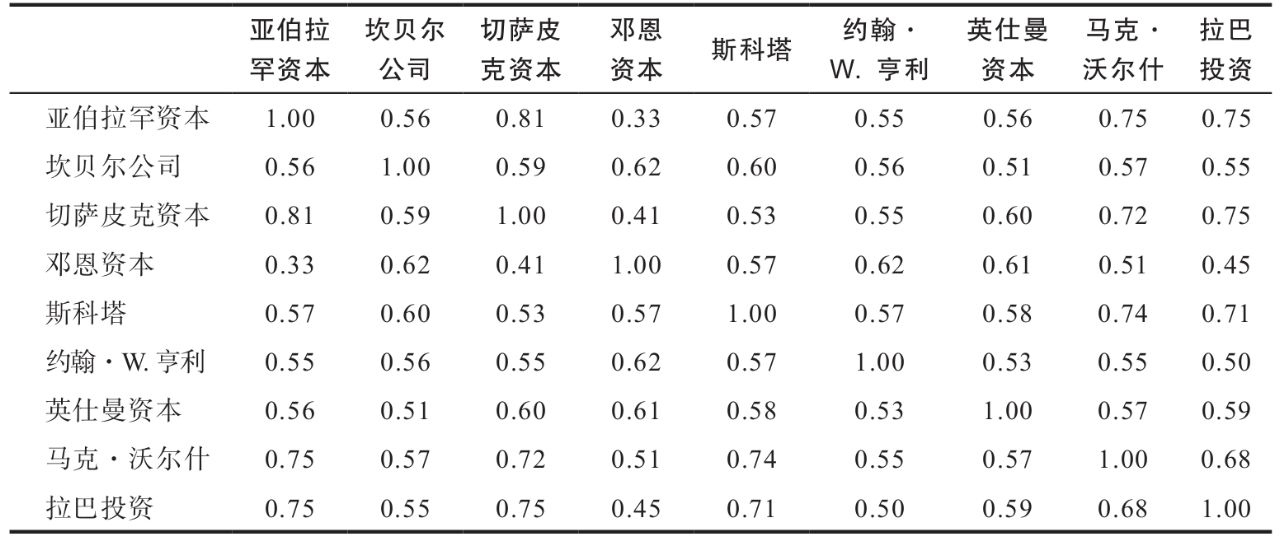 亚伯拉 坎贝尔 切萨皮 邓恩 斯科塔 约翰· 英仕曼 马克· 拉巴
罕资本 公司 克资本 资本 W. 亨利 资本 沃尔什 投资
亚伯拉罕资本 1.00 0.56 0.81 0.33 0.57 0.55 0.56 0.75 0.75
坎贝尔公司 0.56 1.00 0.59 0.62 0.60 0.56 0.51 0.57 0.55
切萨皮克资本 0.81 0.59 1.00 0.41 0.53 0.55 0.60 0.72 0.75
邓恩资本 0.33 0.62 0.41 1.00 0.57 0.62 0.61 0.51 0.45
斯科塔 0.57 0.60 0.53 0.57 1.00 0.57 0.58 0.74 0.71
约翰·W. 亨利 0.55 0.56 0.55 0.62 0.57 1.00 0.53 0.55 0.50
英仕曼资本 0.56 0.51 0.60 0.61 0.58 0.53 1.00 0.57 0.59
马克·沃尔什 0.75 0.57 0.72 0.51 0.74 0.55 0.57 1.00 0.68
拉巴投资 0.75 0.55 0.75 0.45 0.71 0.50 0.59 0.68 1.00